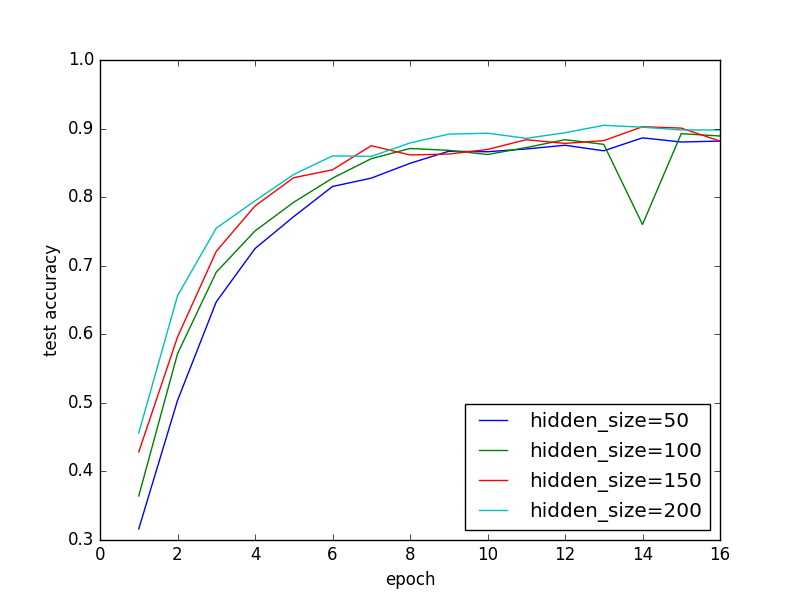 1.0
0.9
0.8
0.7
0.6
0.5
0.4
0.3
test accuracy
hidden_size=50
hidden_size=100
hidden_size=150
hidden_size=200
0 2 4 6 8 10 12 14 16
epoch